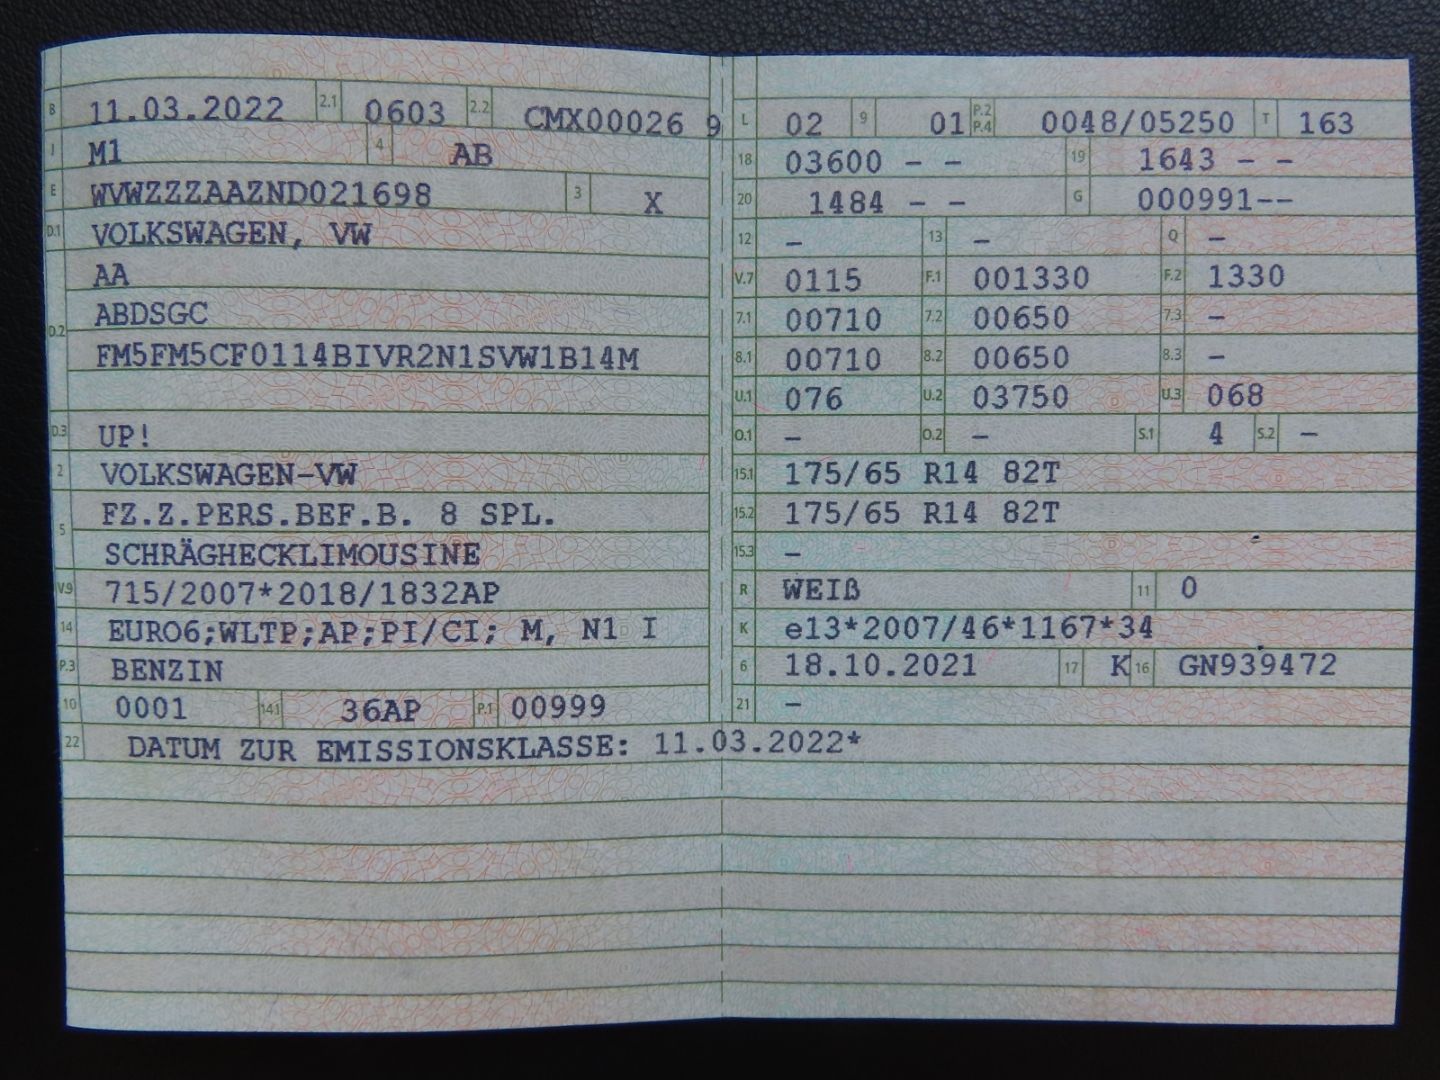 B 11.03.2022 2.1 0603 2.2 CMX00026 9
J M1 4 AB
E WVWZZZAAZND021698 3 X
D.1 VOLKSWAGEN, VW
AA
D.2 ABDSGC
FM5FM5CF0114BIVR2N1SVW1B14M
D.3 UP!
2 VOLKSWAGEN-VW
5 FZ.Z.PERS.BEF.B. 8 SPL.
SCHRÄGHECKLIMOUSINE
V.9 715/2007*2018/1832AP
14 EURO6;WLTP;AP;PI/CI; M, N1 I
P.3 BENZIN
10 0001 14.1 36AP P.1 00999
L 02 9 01 P.2 P.4 0048/05250 T 163
18 03600 - - 19 1643 - -
20 1484 - - G 000991--
12 - 13 - Q -
V.7 0115 F.1 001330 F.2 1330
7.1 00710 7.2 00650 7.3 -
8.1 00710 8.2 00650 8.3 -
U.1 076 U.2 03750 U.3 068
O.1 - O.2 - S.1 4 S.2 -
15.1 175/65 R14 82T
15.2 175/65 R14 82T
15.3 -
R WEIß 11 0
K e13*2007/46*1167*34
6 18.10.2021 17 K 16 GN939472
21 -
22 DATUM ZUR EMISSIONSKLASSE: 11.03.2022*